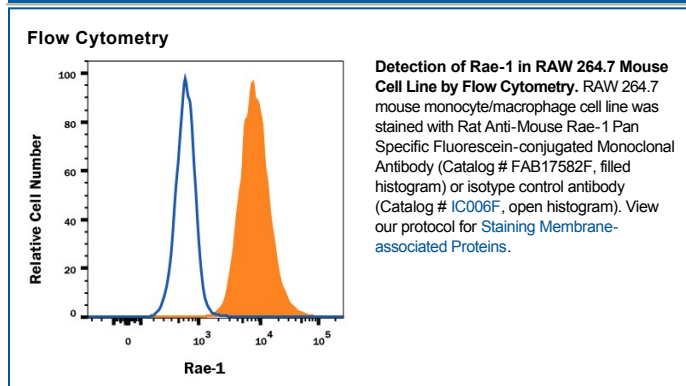 Flow Cytometry
100
80
60
40
20
0
Relative Cell Number
0
10³
10⁴
10⁵
Rae-1
Detection of Rae-1 in RAW 264.7 Mouse
Cell Line by Flow Cytometry. RAW 264.7
mouse monocyte/macrophage cell line was
stained with Rat Anti-Mouse Rae-1 Pan
Specific Fluorescein-conjugated Monoclonal
Antibody (Catalog # FAB17582F, filled
histogram) or isotype control antibody
(Catalog # IC006F, open histogram). View
our protocol for Staining Membrane-
associated Proteins.